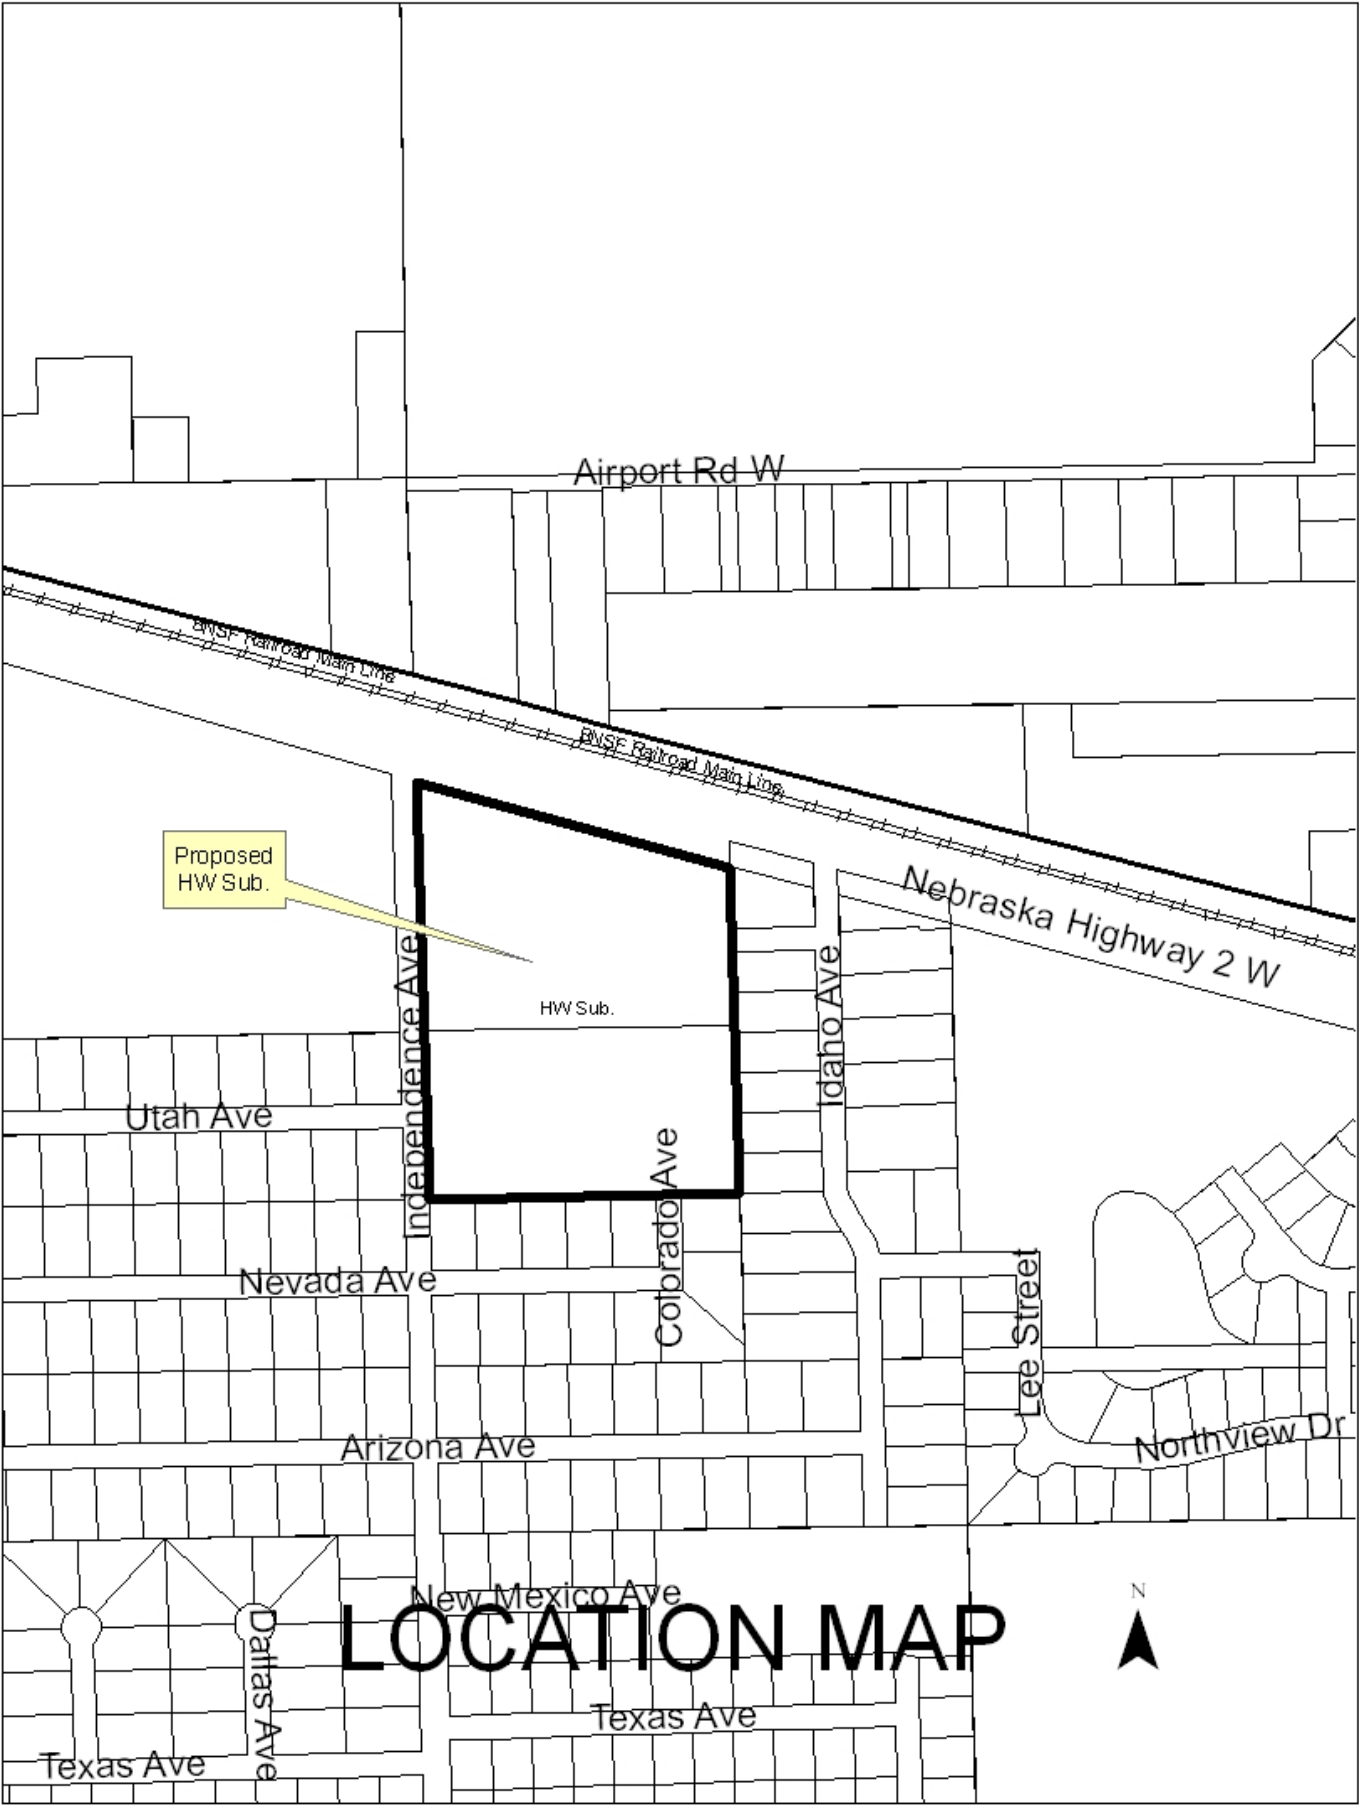 Airport Rd W
BNSF Railroad Main Line
BNSF Railroad Main Line
Proposed
HW Sub.
Nebraska Highway 2 W
Independence Ave
Idaho Ave
HW Sub.
Utah Ave
Colorado Ave
Nevada Ave
Lee Street
Arizona Ave
Northview Dr
New Mexico Ave
N
LOCATION MAP
Dallas Ave
Texas Ave
Texas Ave